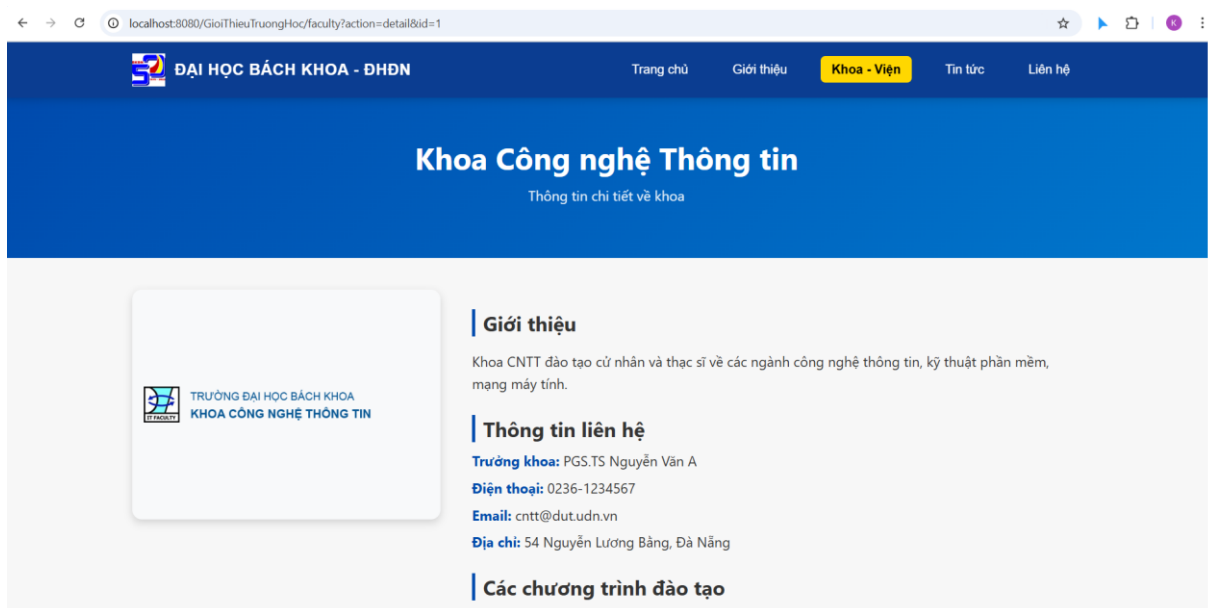 localhost:8080/GioiThieuTruongHoc/faculty?action=detail&id=1
K
ĐẠI HỌC BÁCH KHOA - ĐHĐN
Trang chủ
Giới thiệu
Khoa - Viện
Tin tức
Liên hệ
Khoa Công nghệ Thông tin
Thông tin chi tiết về khoa
TRƯỜNG ĐẠI HỌC BÁCH KHOA
KHOA CÔNG NGHỆ THÔNG TIN
IT FACULTY
Giới thiệu
Khoa CNTT đào tạo cử nhân và thạc sĩ về các ngành công nghệ thông tin, kỹ thuật phần mềm,
mạng máy tính.
Thông tin liên hệ
Trưởng khoa: PGS.TS Nguyễn Văn A
Điện thoại: 0236-1234567
Email: cntt@dut.udn.vn
Địa chỉ: 54 Nguyễn Lương Bằng, Đà Nẵng
Các chương trình đào tạo